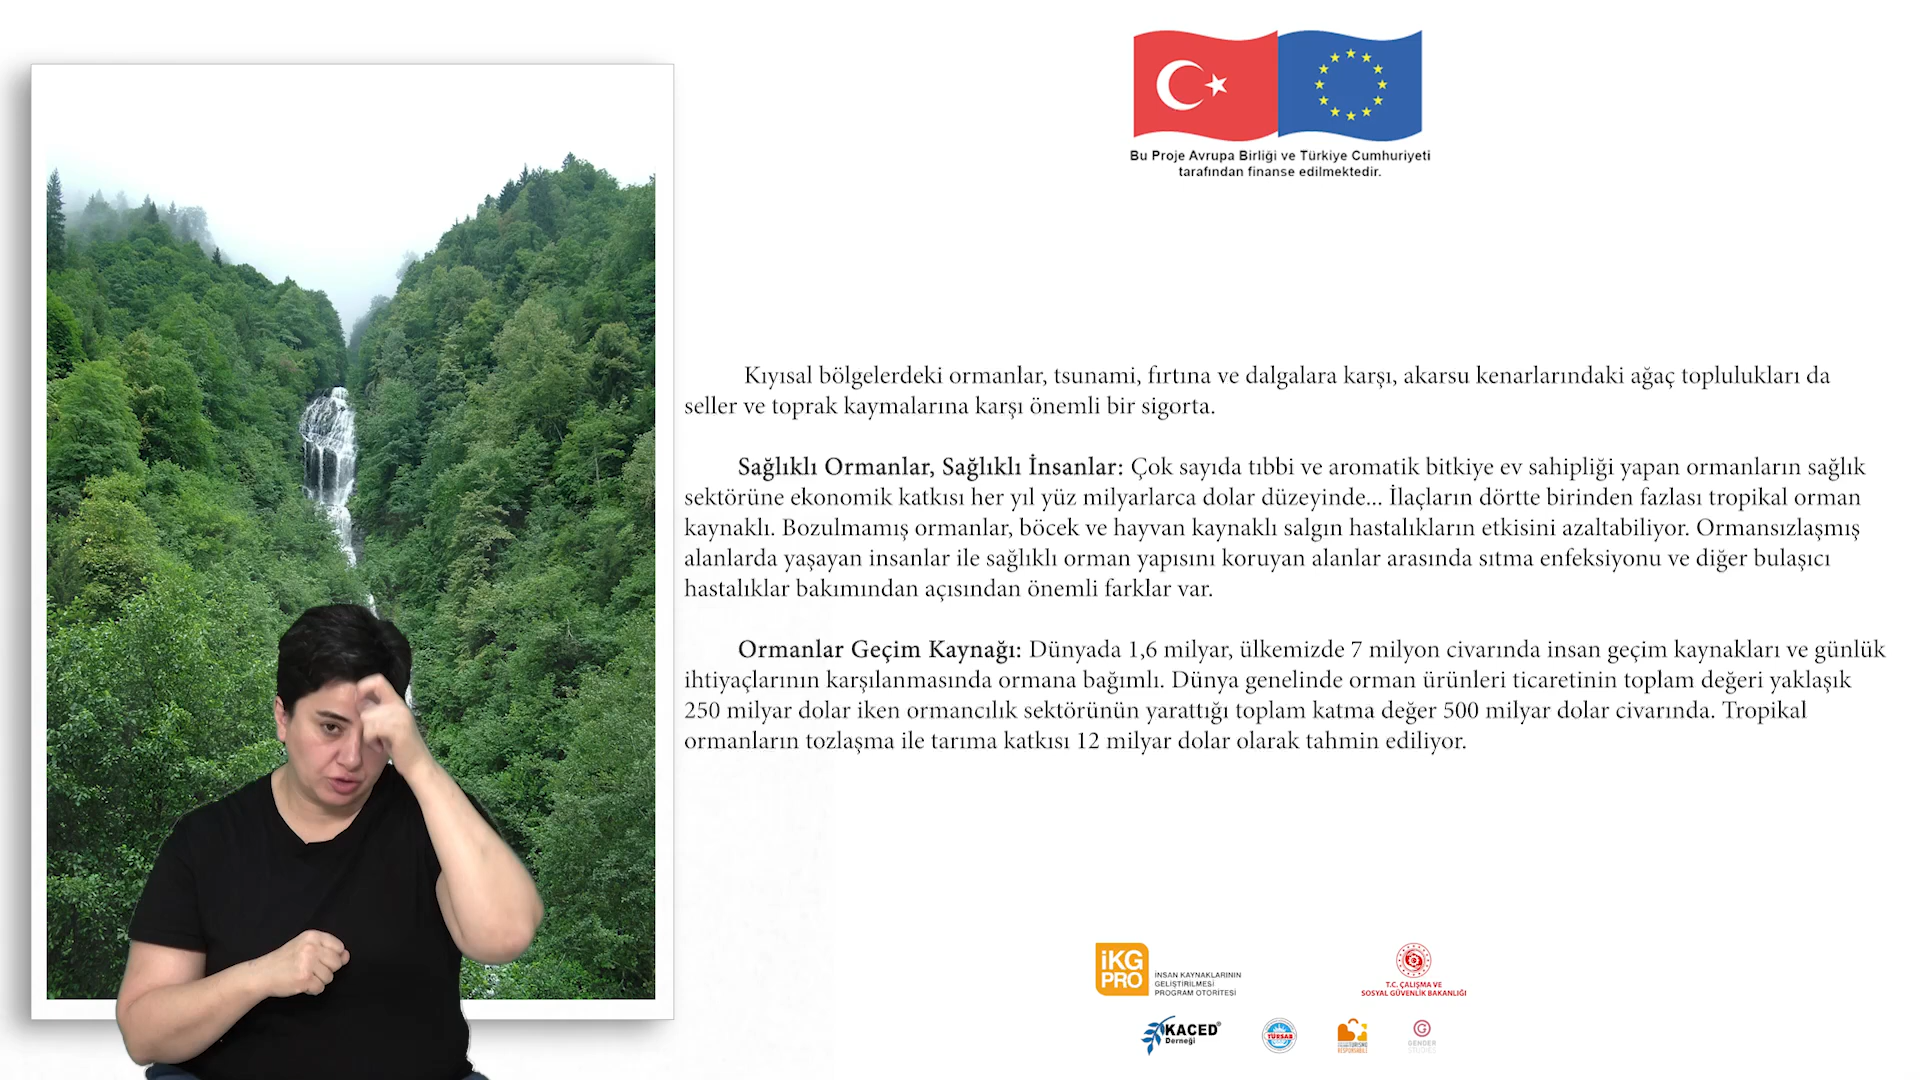 Bu Proje Avrupa Birliği ve Türkiye Cumhuriyeti
tarafından finanse edilmektedir.
Kıyısal bölgelerdeki ormanlar, tsunami, fırtına ve dalgalara karşı, akarsu kenarlarındaki ağaç toplulukları da
seller ve toprak kaymalarına karşı önemli bir sigorta.
Sağlıklı Ormanlar, Sağlıklı İnsanlar: Çok sayıda tıbbi ve aromatik bitkiye ev sahipliği yapan ormanların sağlık
sektörüne ekonomik katkısı her yıl yüz milyarlarca dolar düzeyinde... İlaçların dörtte birinden fazlası tropikal orman
kaynaklı. Bozulmamış ormanlar, böcek ve hayvan kaynaklı salgın hastalıkların etkisini azaltabiliyor. Ormansızlaşmış
alanlarda yaşayan insanlar ile sağlıklı orman yapısını koruyan alanlar arasında sıtma enfeksiyonu ve diğer bulaşıcı
hastalıklar bakımından açısından önemli farklar var.
Ormanlar Geçim Kaynağı: Dünyada 1,6 milyar, ülkemizde 7 milyon civarında insan geçim kaynakları ve günlük
ihtiyaçlarının karşılanmasında ormana bağımlı. Dünya genelinde orman ürünleri ticaretinin toplam değeri yaklaşık
250 milyar dolar iken ormancılık sektörünün yarattığı toplam katma değer 500 milyar dolar civarında. Tropikal
ormanların tozlaşma ile tarıma katkısı 12 milyar dolar olarak tahmin ediliyor.
iKG
PRO
İNSAN KAYNAKLARININ
GELİŞTİRİLMESİ
PROGRAM OTORİTESİ
T.C. ÇALIŞMA VE
SOSYAL GÜVENLİK BAKANLIĞI
KACED®
Derneği
TÜRSAB
RESPONSABILE
G
GENDER
STUDIES